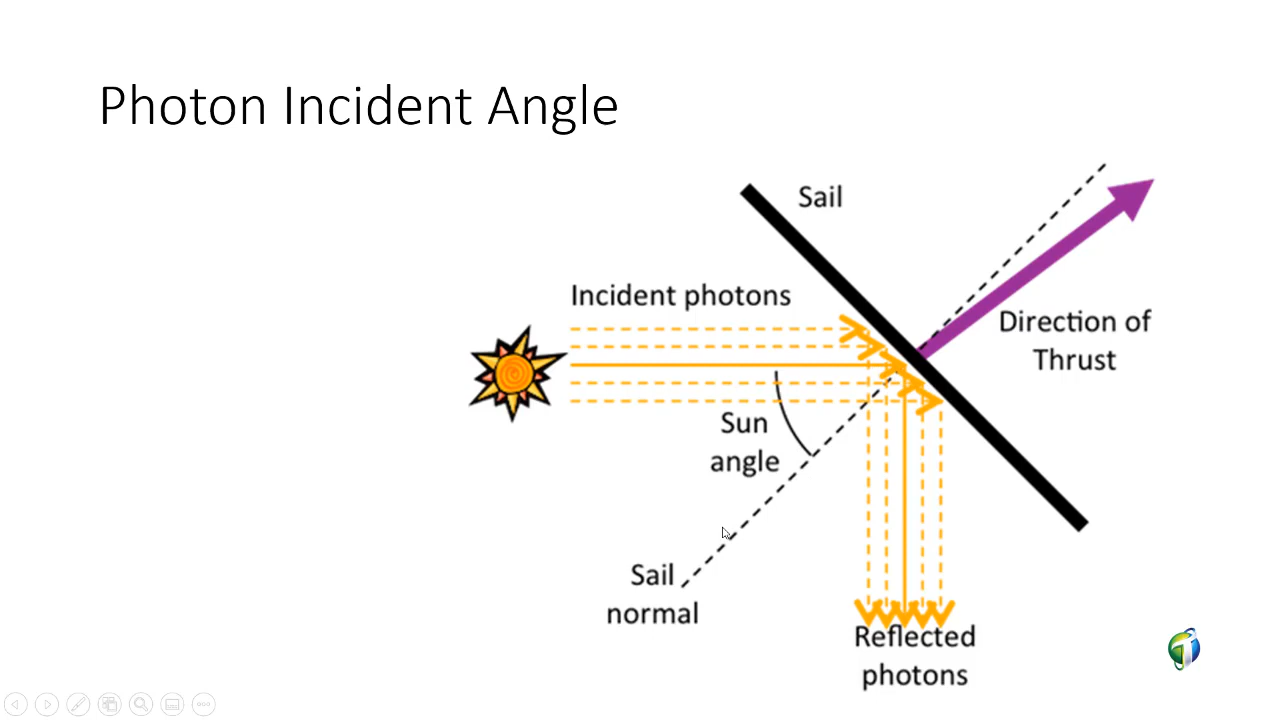 Photon Incident Angle
Sail
Incident photons
Direction of
Thrust
Sun
angle
Sail
normal
Reflected
photons